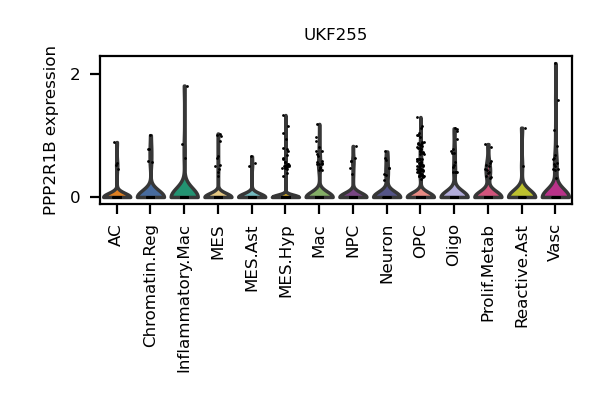 UKF255
PPP2R1B expression
2
0
AC
Chromatin.Reg
Inflammatory.Mac
MES
MES.Ast
MES.Hyp
Mac
NPC
Neuron
OPC
Oligo
Prolif.Metab
Reactive.Ast
Vasc